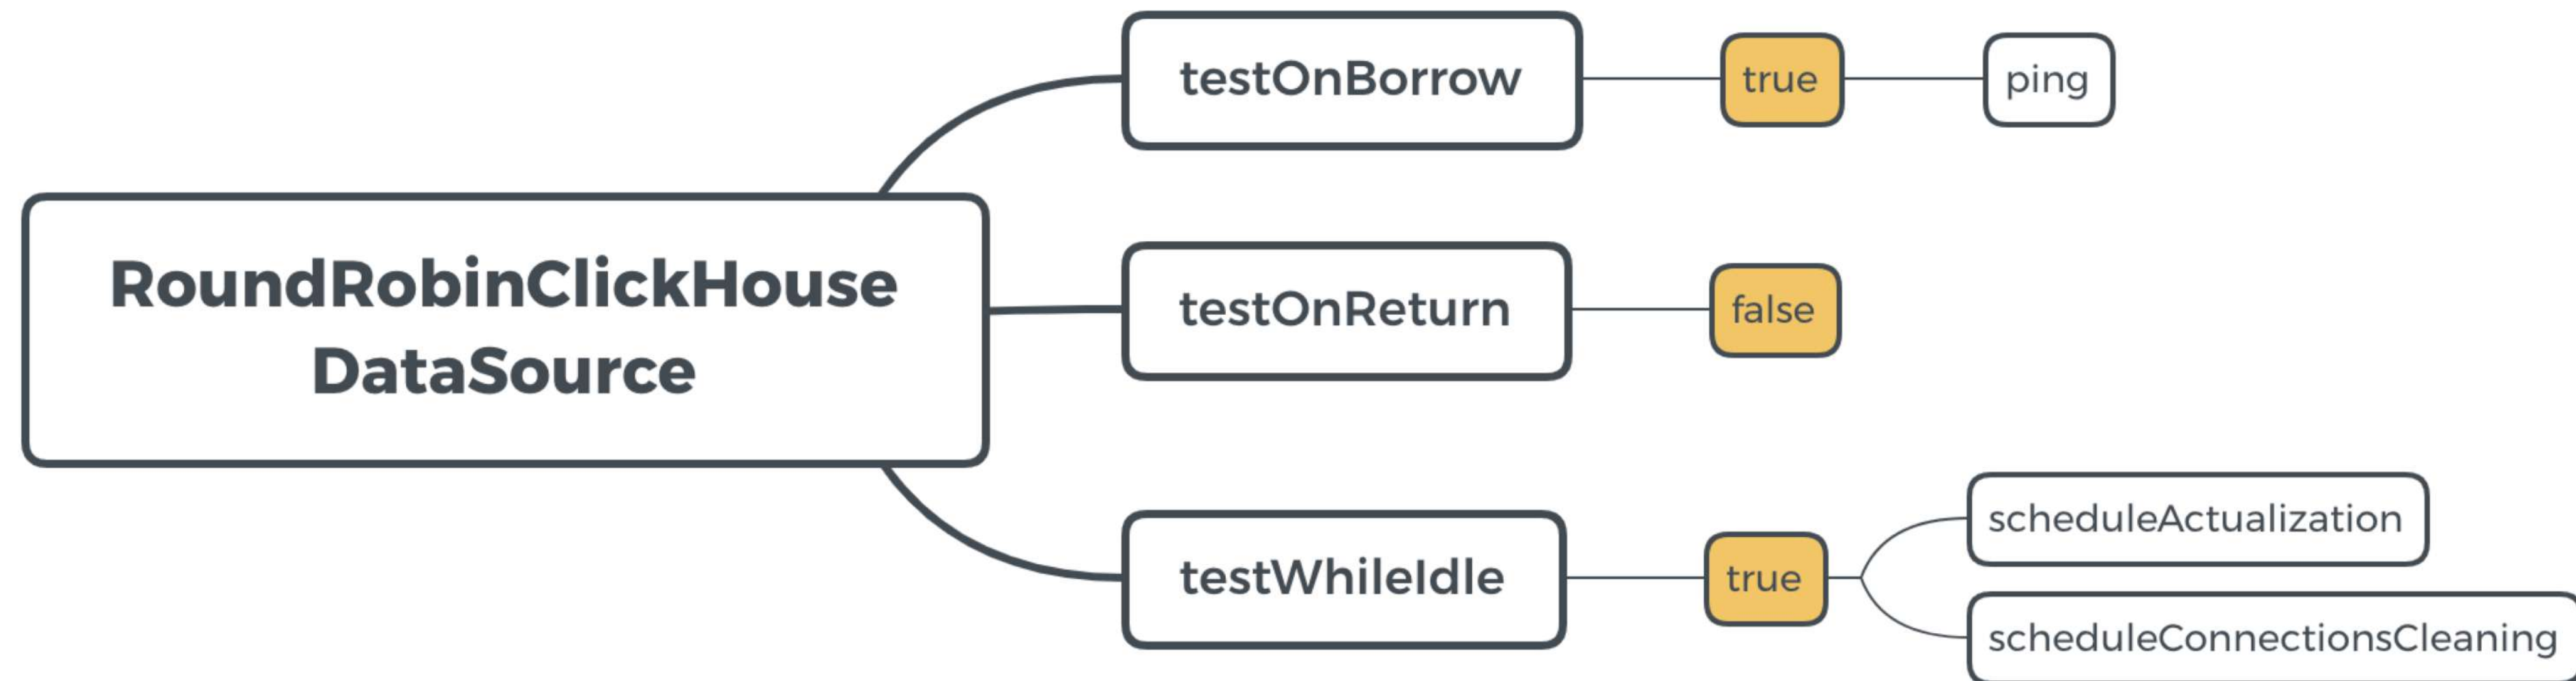 testOnBorrow
true
ping
RoundRobinClickHouse
DataSource
testOnReturn
false
testWhileIdle
true
scheduleActualization
scheduleConnectionsCleaning